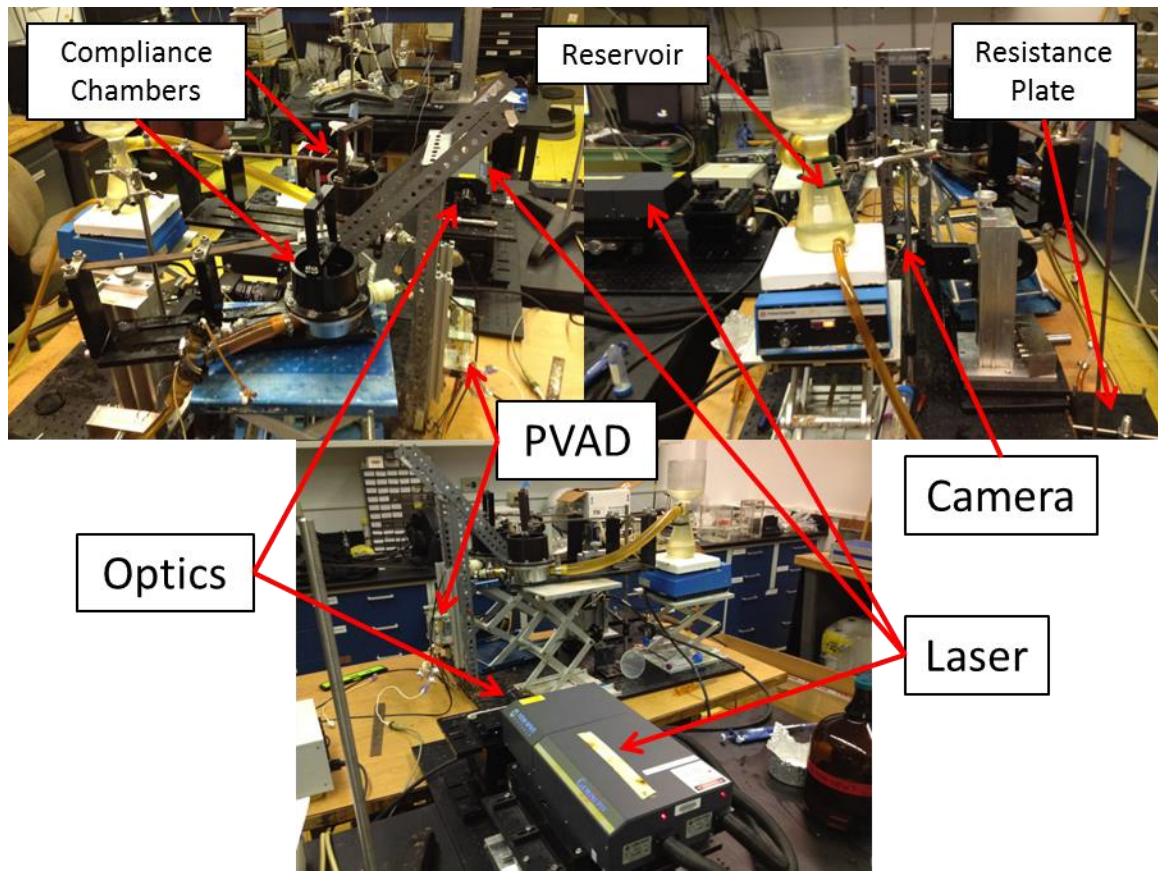 Compliance
Chambers
Reservoir
Resistance
Plate
PVAD
Camera
Optics
Laser